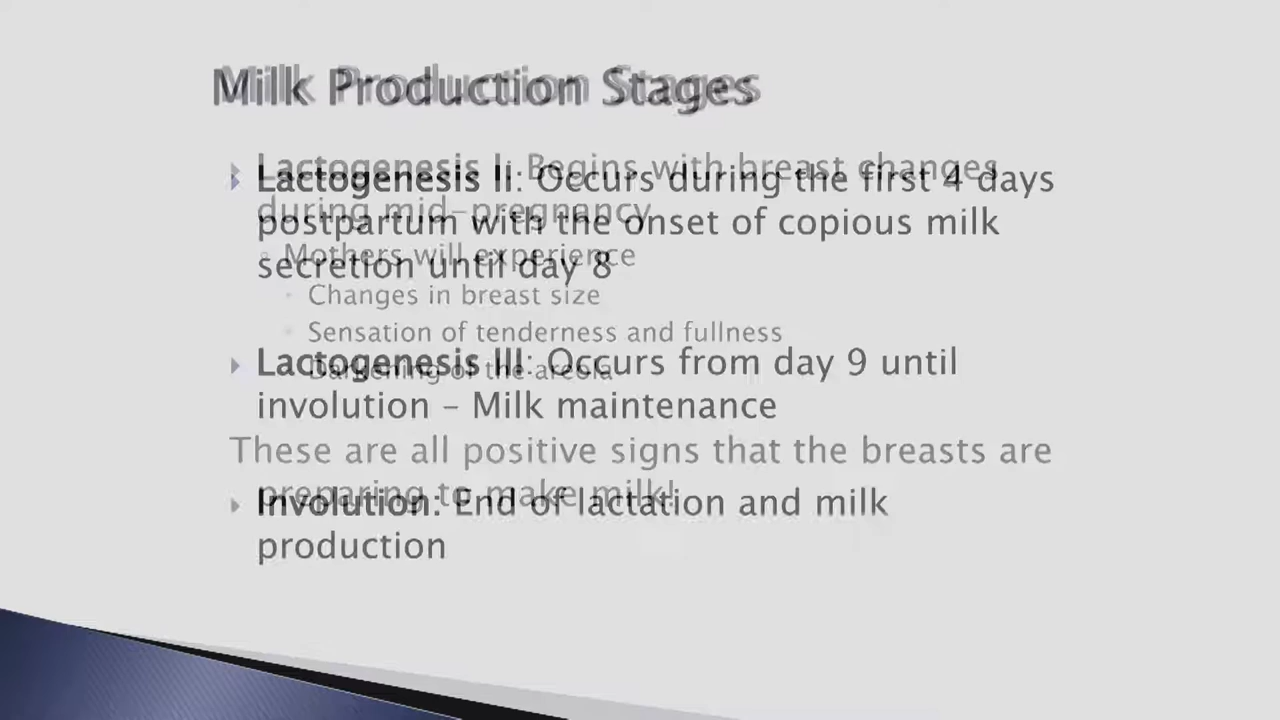 Milk Production Stages
Lactogenesis I: Begins with breast changes
during mid-pregnancy
Mothers will experience
Changes in breast size
Sensation of tenderness and fullness
Darkening of the areola
These are all positive signs that the breasts are
preparing to make milk!
Milk Production Stages
Lactogenesis II: Occurs during the first 4 days
postpartum with the onset of copious milk
secretion until day 8
Lactogenesis III: Occurs from day 9 until
involution – Milk maintenance
Involution: End of lactation and milk
production